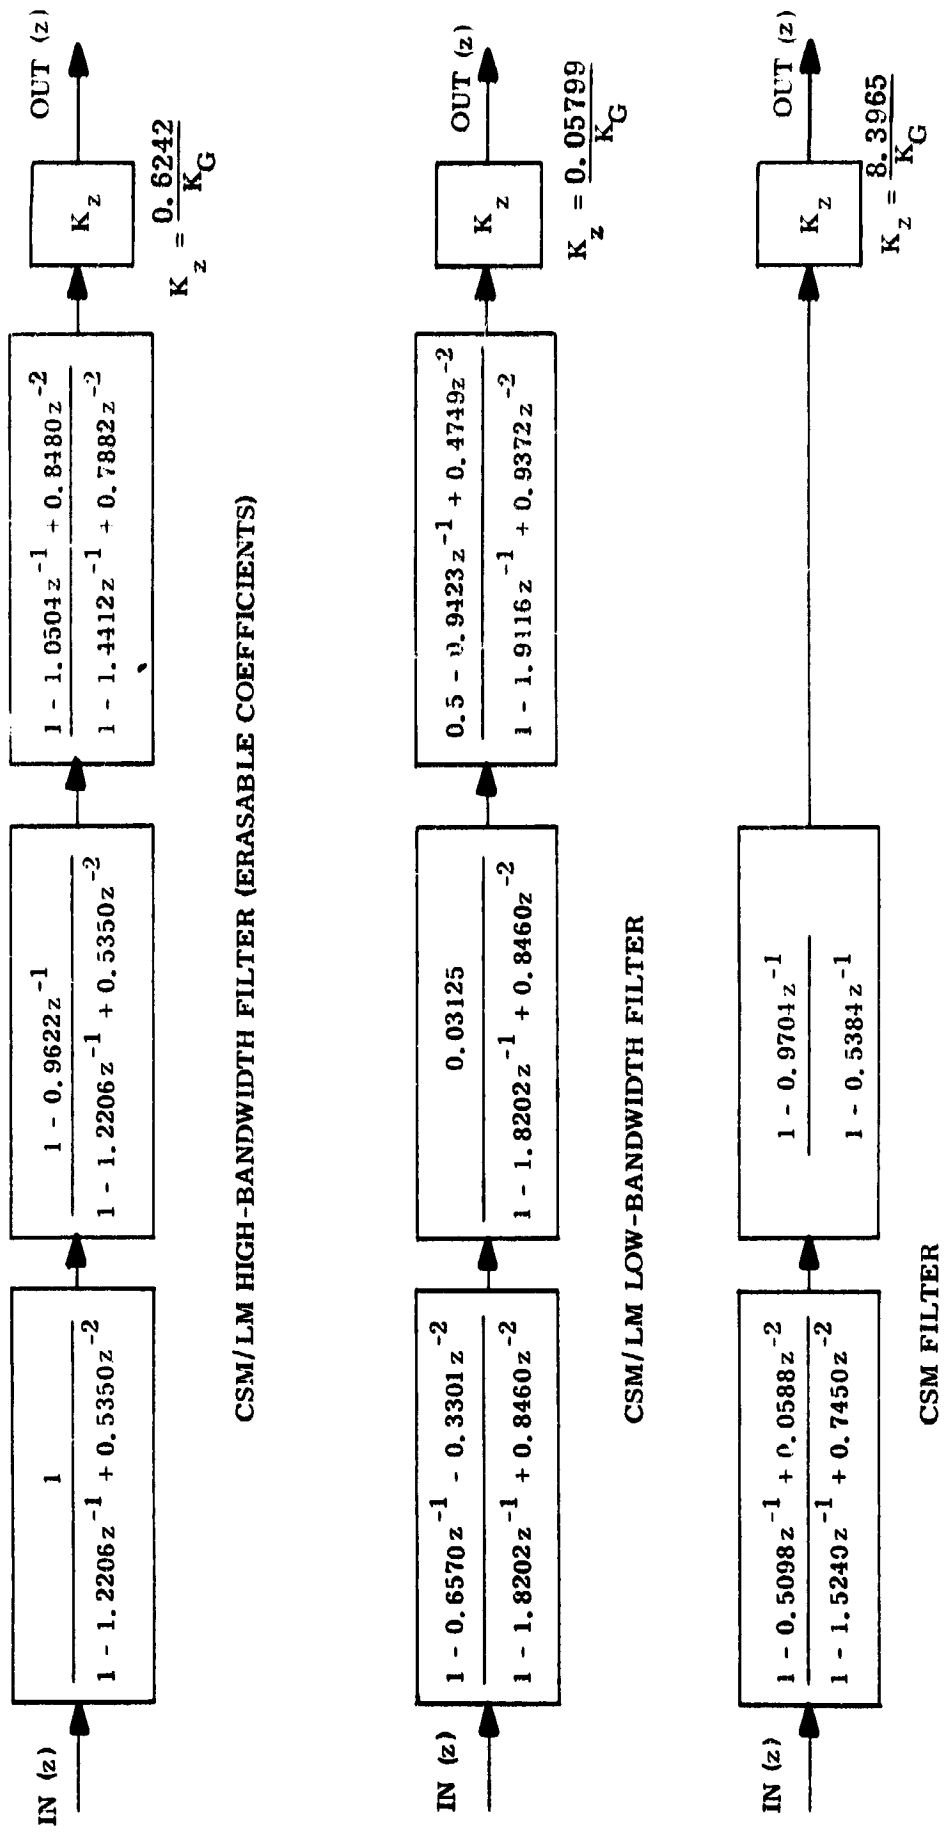 IN (z)
1
1 - 1.2206z^-1 + 0.5350z^-2
1 - 0.9622z^-1
1 - 1.2206z^-1 + 0.5350z^-2
1 - 1.0504z^-1 + 0.8480z^-2
1 - 1.4412z^-1 + 0.7882z^-2
K_z
OUT (z)
K_z = 0.6242
K_G
CSM/LM HIGH-BANDWIDTH FILTER (ERASABLE COEFFICIENTS)
IN (z)
1 - 0.6570z^-1 - 0.3301z^-2
1 - 1.8202z^-1 + 0.8460z^-2
0.03125
1 - 1.8202z^-1 + 0.8460z^-2
0.5 - 0.9423z^-1 + 0.4749z^-2
1 - 1.9116z^-1 + 0.9372z^-2
K_z
OUT (z)
K_z = 0.05799
K_G
CSM/LM LOW-BANDWIDTH FILTER
IN (z)
1 - 0.5098z^-1 + 0.0588z^-2
1 - 1.5240z^-1 + 0.7450z^-2
1 - 0.9704z^-1
1 - 0.5384z^-1
K_z
OUT (z)
K_z = 8.3965
K_G
CSM FILTER